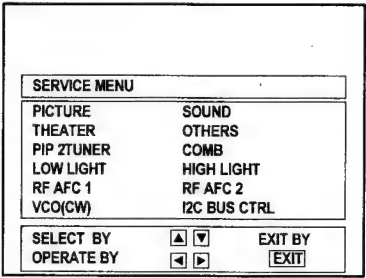 SERVICE MENU
PICTURE SOUND
THEATER OTHERS
PIP 2TUNER COMB
LOW LIGHT HIGH LIGHT
RF AFC 1 RF AFC 2
VCO(CW) I2C BUS CTRL
SELECT BY ▲ ▼ EXIT BY
OPERATE BY ◀ ▶ EXIT